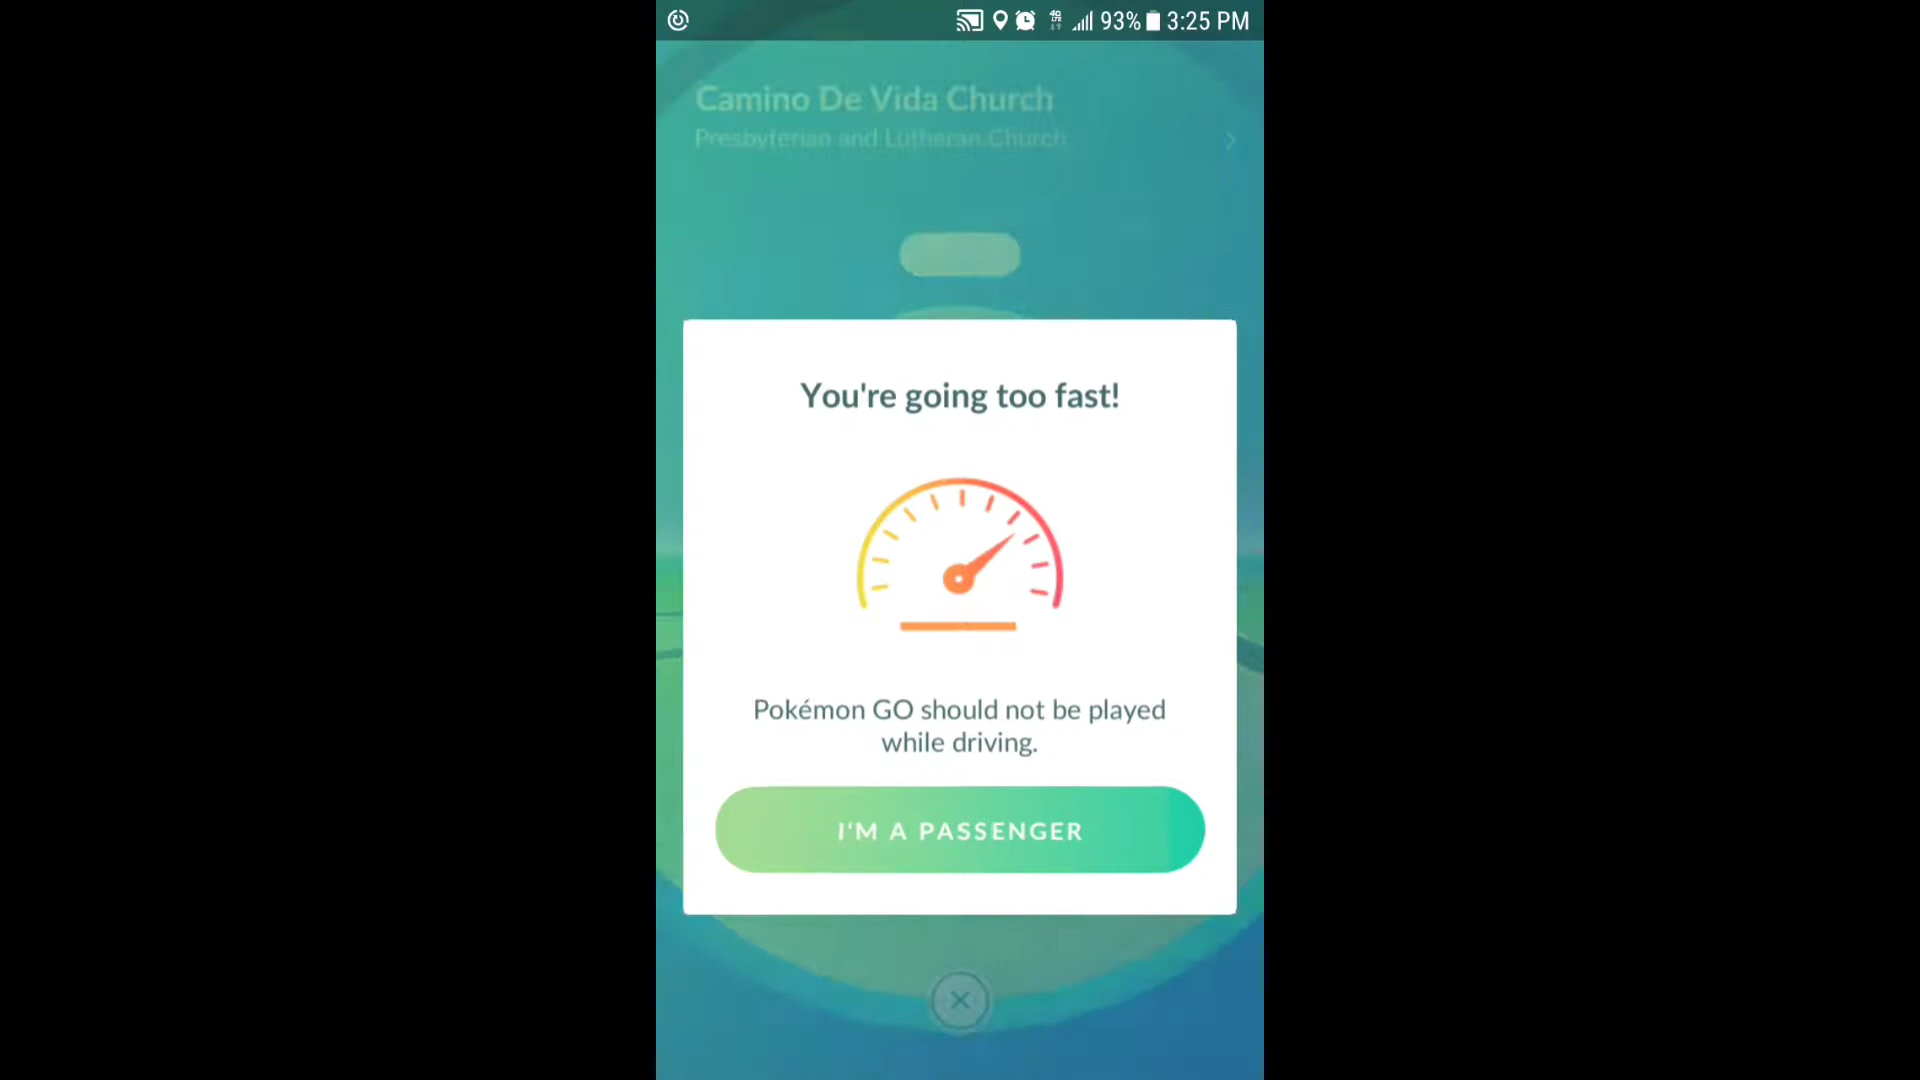 93% 3:25 PM
Camino De Vida Church
Presbyterian and Lutheran Church
You're going too fast!
Pokémon GO should not be played
while driving.
I'M A PASSENGER